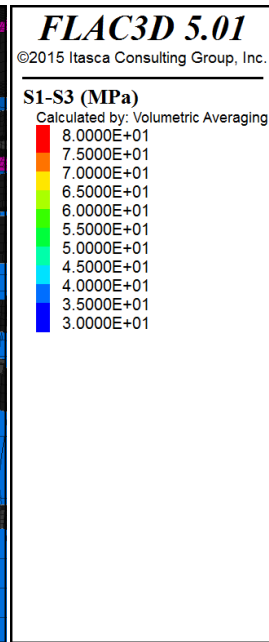 FLAC3D 5.01
©2015 Itasca Consulting Group, Inc.
S1-S3 (MPa)
Calculated by: Volumetric Averaging
8.0000E+01
7.5000E+01
7.0000E+01
6.5000E+01
6.0000E+01
5.5000E+01
5.0000E+01
4.5000E+01
4.0000E+01
3.5000E+01
3.0000E+01